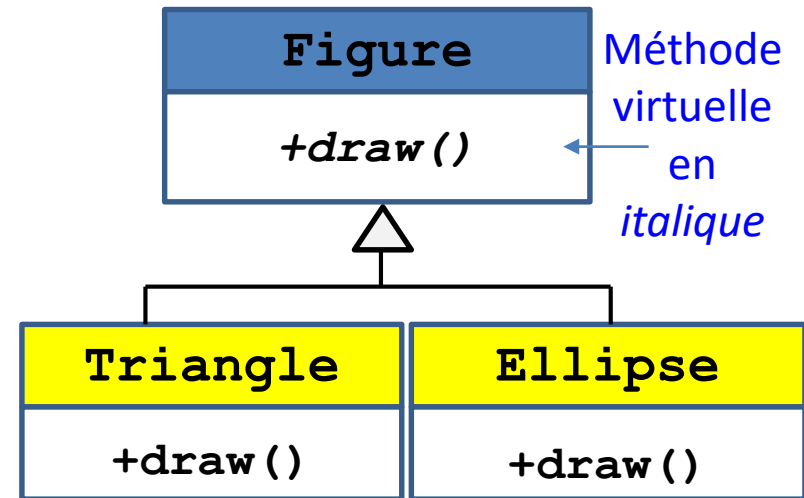 Figure
+draw()
Méthode
virtuelle
en
italique
Triangle
+draw()
Ellipse
+draw()